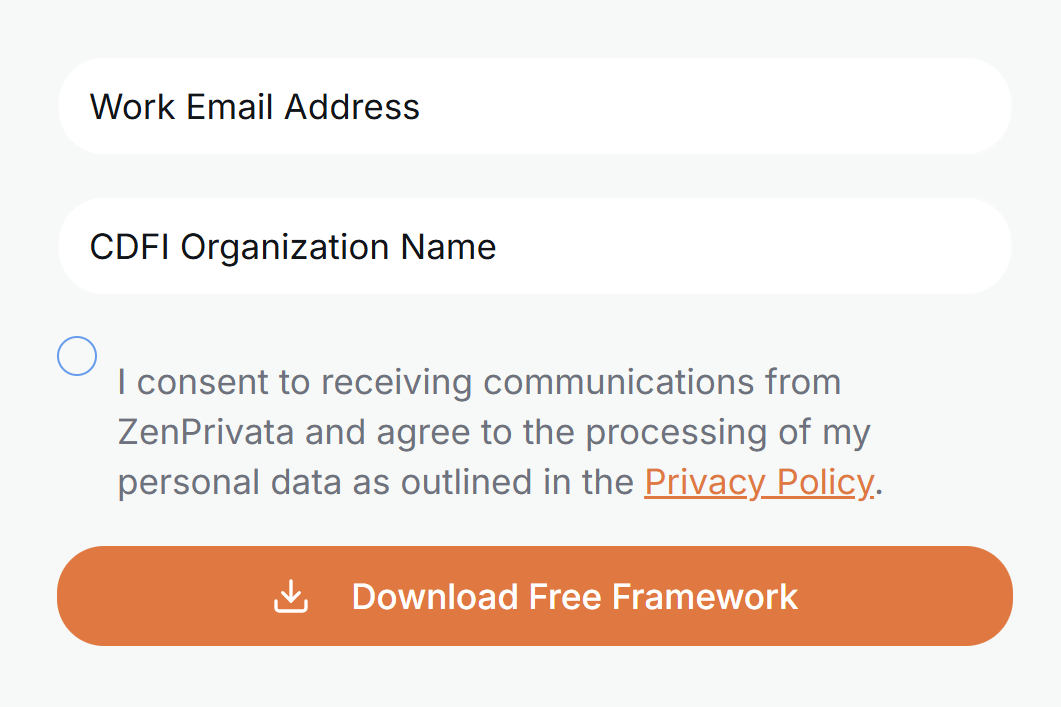 Work Email Address
CDFI Organization Name
I consent to receiving communications from
ZenPrivata and agree to the processing of my
personal data as outlined in the Privacy Policy.
Download Free Framework